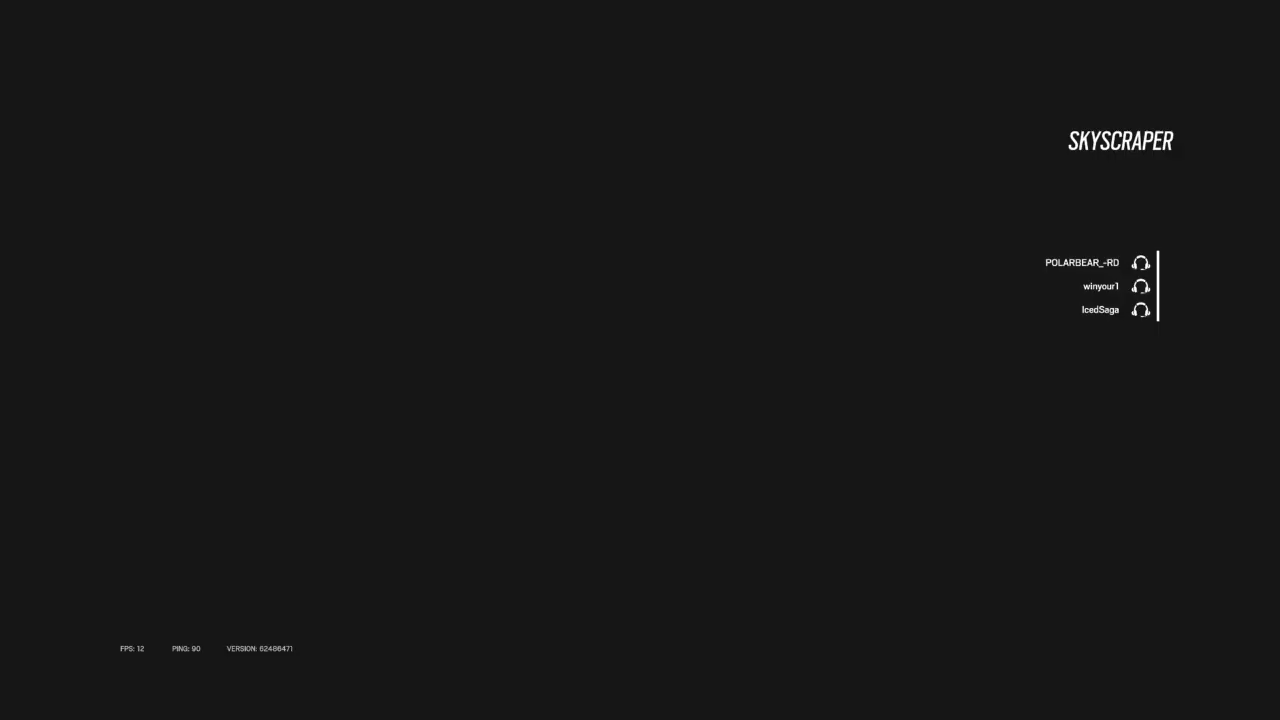 SKYSCRAPER
POLARBEAR_-RD
winyour1
IcedSaga
FPS: 12 PING: 90 VERSION: 62486471